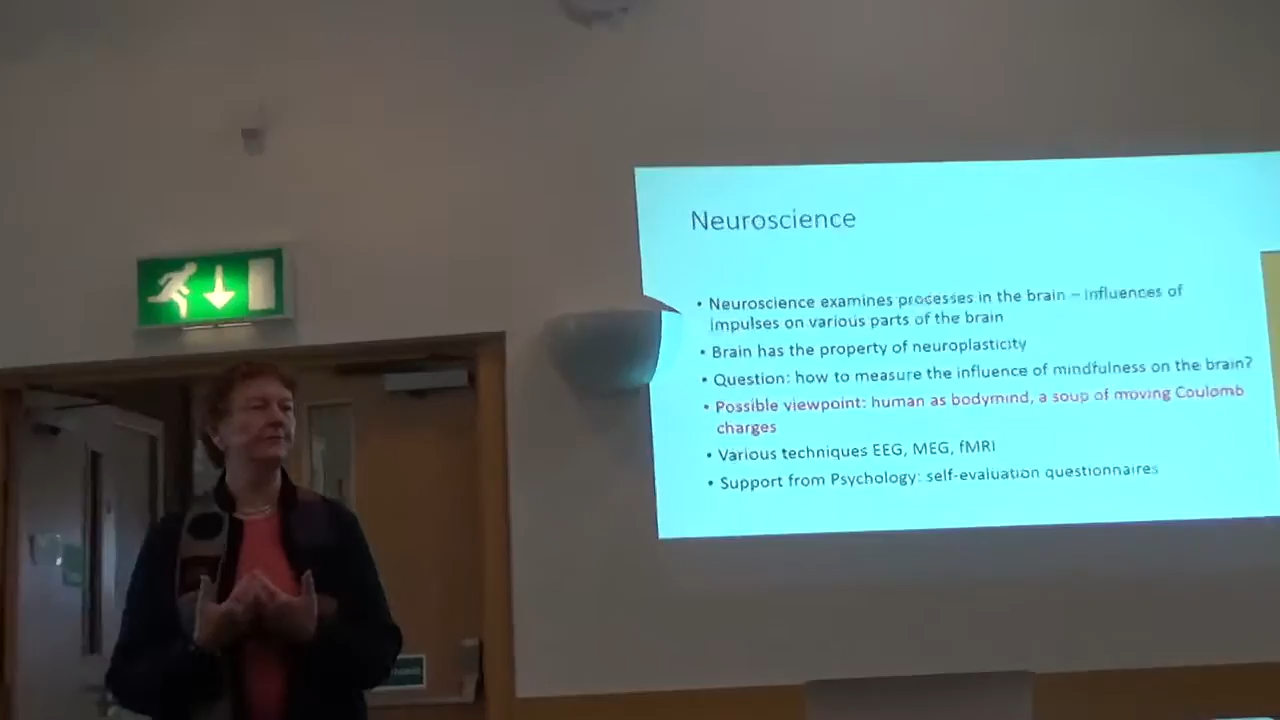 Neuroscience
• Neuroscience examines processes in the brain – influences of
impulses on various parts of the brain
• Brain has the property of neuroplasticity
• Question: how to measure the influence of mindfulness on the brain?
• Possible viewpoint: human as bodymind, a soup of moving Coulomb
charges
• Various techniques EEG, MEG, fMRI
• Support from Psychology: self-evaluation questionnaires